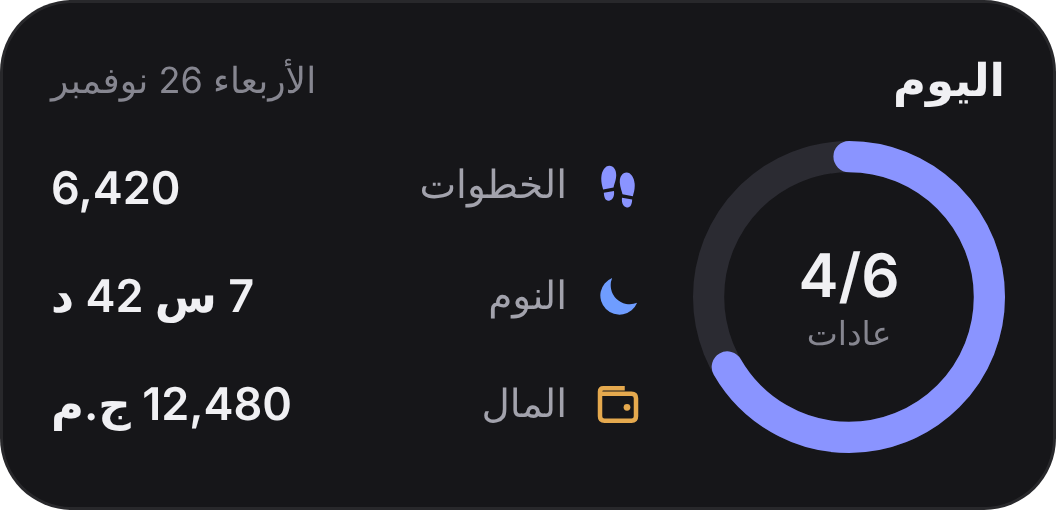 اليوم
الأربعاء 26 نوفمبر
4/6
عادات
الخطوات 6,420
النوم 7 س 42 د
المال 12,480 ج.م